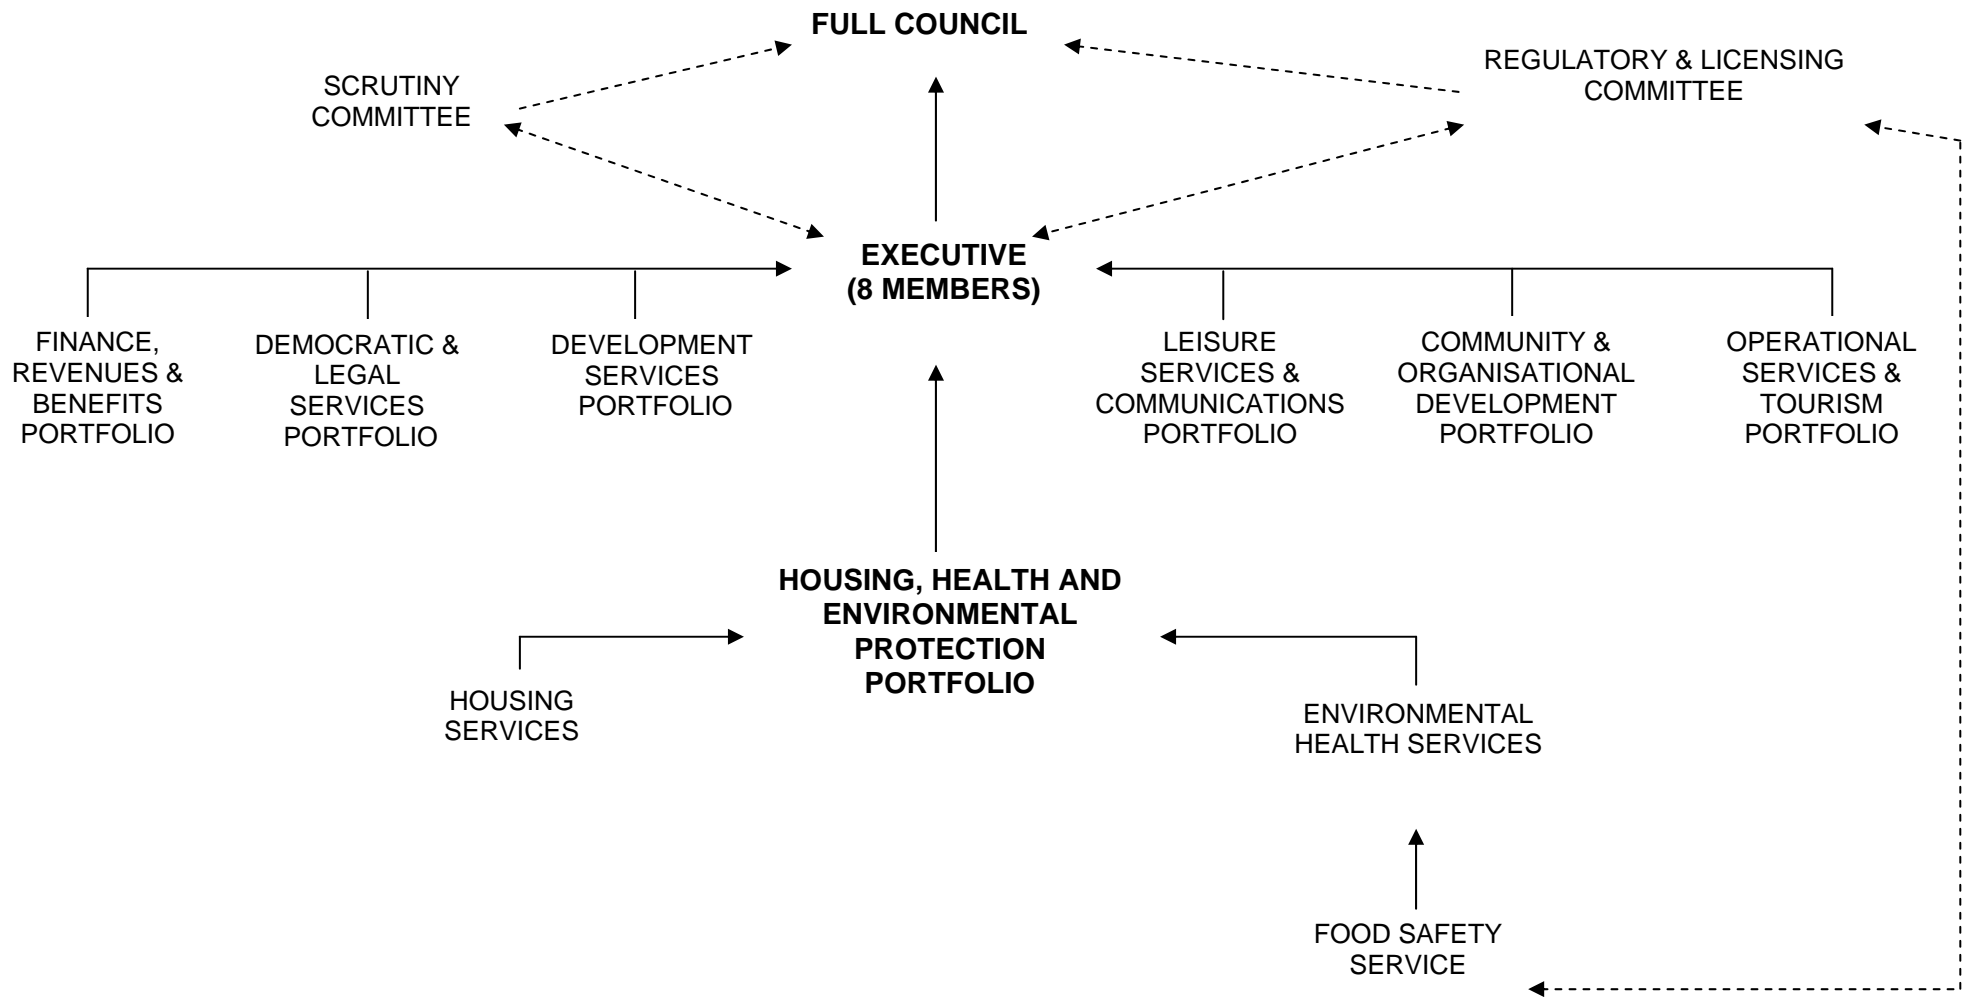 FULL COUNCIL
SCRUTINY
COMMITTEE
REGULATORY & LICENSING
COMMITTEE
EXECUTIVE
(8 MEMBERS)
FINANCE,
REVENUES &
BENEFITS
PORTFOLIO
DEMOCRATIC &
LEGAL
SERVICES
PORTFOLIO
DEVELOPMENT
SERVICES
PORTFOLIO
LEISURE
SERVICES &
COMMUNICATIONS
PORTFOLIO
COMMUNITY &
ORGANISATIONAL
DEVELOPMENT
PORTFOLIO
OPERATIONAL
SERVICES &
TOURISM
PORTFOLIO
HOUSING, HEALTH AND
ENVIRONMENTAL
PROTECTION
PORTFOLIO
HOUSING
SERVICES
ENVIRONMENTAL
HEALTH SERVICES
FOOD SAFETY
SERVICE